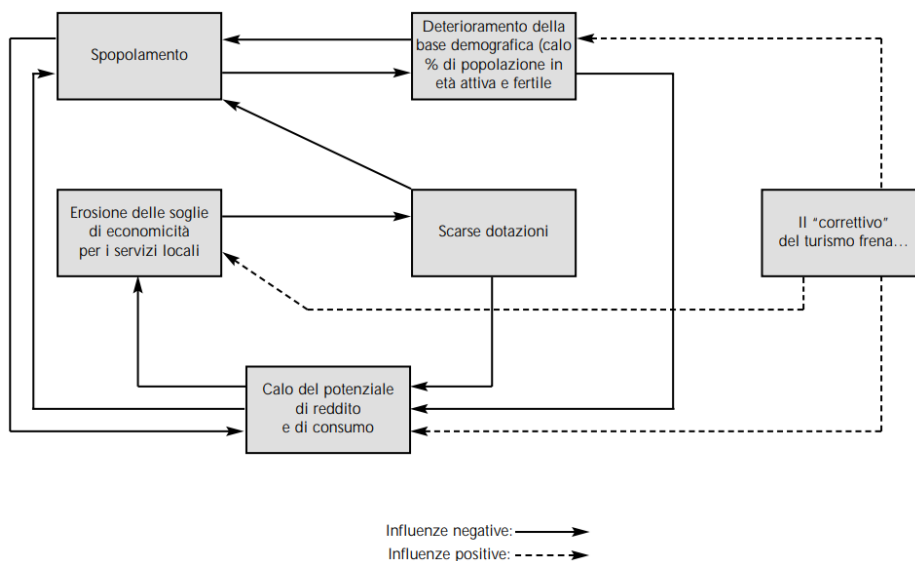 Spopolamento
Deterioramento della
base demografica (calo
% di popolazione in
età attiva e fertile
Erosione delle soglie
di economicità
per i servizi locali
Scarse dotazioni
Il “correttivo”
del turismo frena…
Calo del potenziale
di reddito
e di consumo
Influenze negative:
Influenze positive: